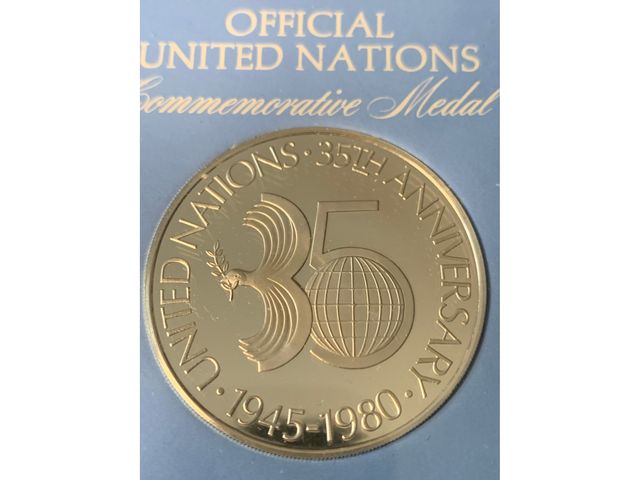 OFFICIAL
UNITED NATIONS
Commemorative Medal
UNITED NATIONS · 35TH ANNIVERSARY ·
1945-1980 ·
35